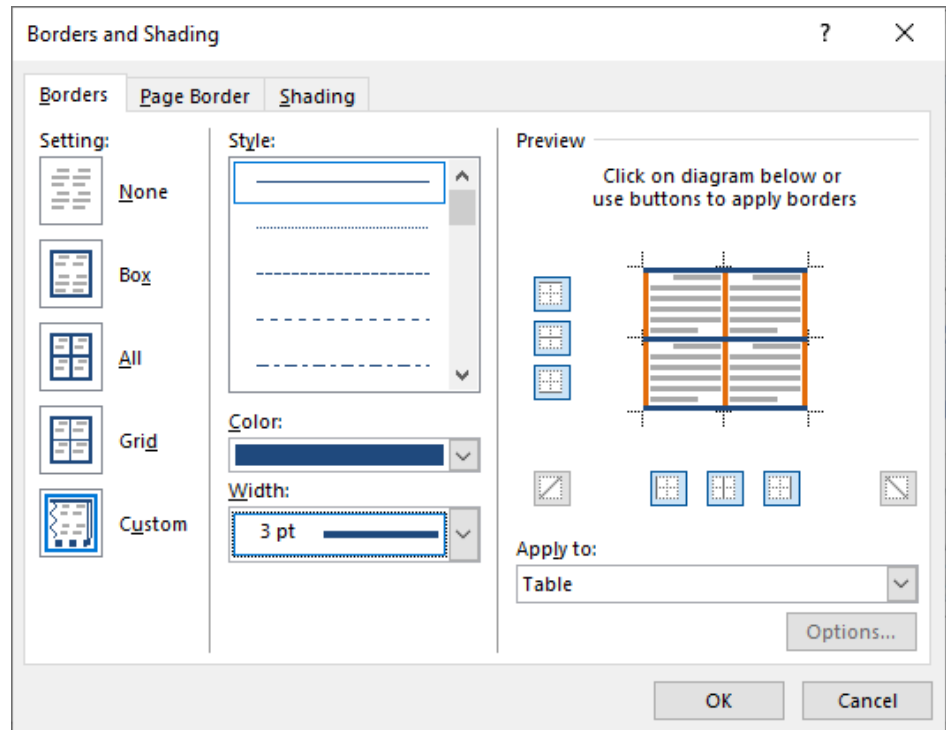 Borders and Shading
?
Borders
Page Border
Shading
Setting:
None
Box
All
Grid
Custom
Style:
Color:
Width:
3 pt
Preview
Click on diagram below or
use buttons to apply borders
Apply to:
Table
Options...
OK
Cancel